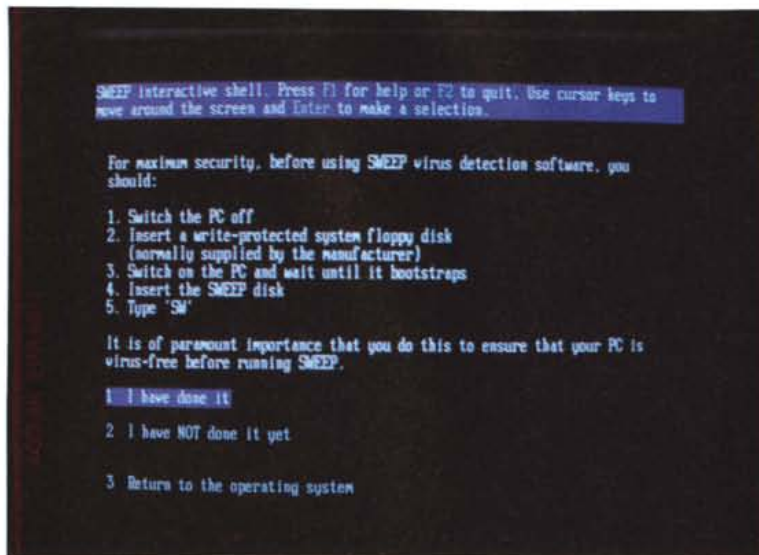 SWEEP interactive shell. Press F1 for help or F2 to quit. Use cursor keys to
move around the screen and Enter to make a selection.
For maximum security, before using SWEEP virus detection software, you
should:
1. Switch the PC off
2. Insert a write-protected system floppy disk
(normally supplied by the manufacturer)
3. Switch on the PC and wait until it bootstraps
4. Insert the SWEEP disk
5. Type 'SW'
It is of paramount importance that you do this to ensure that your PC is
virus-free before running SWEEP.
1 I have done it
2 I have NOT done it yet
3 Return to the operating system